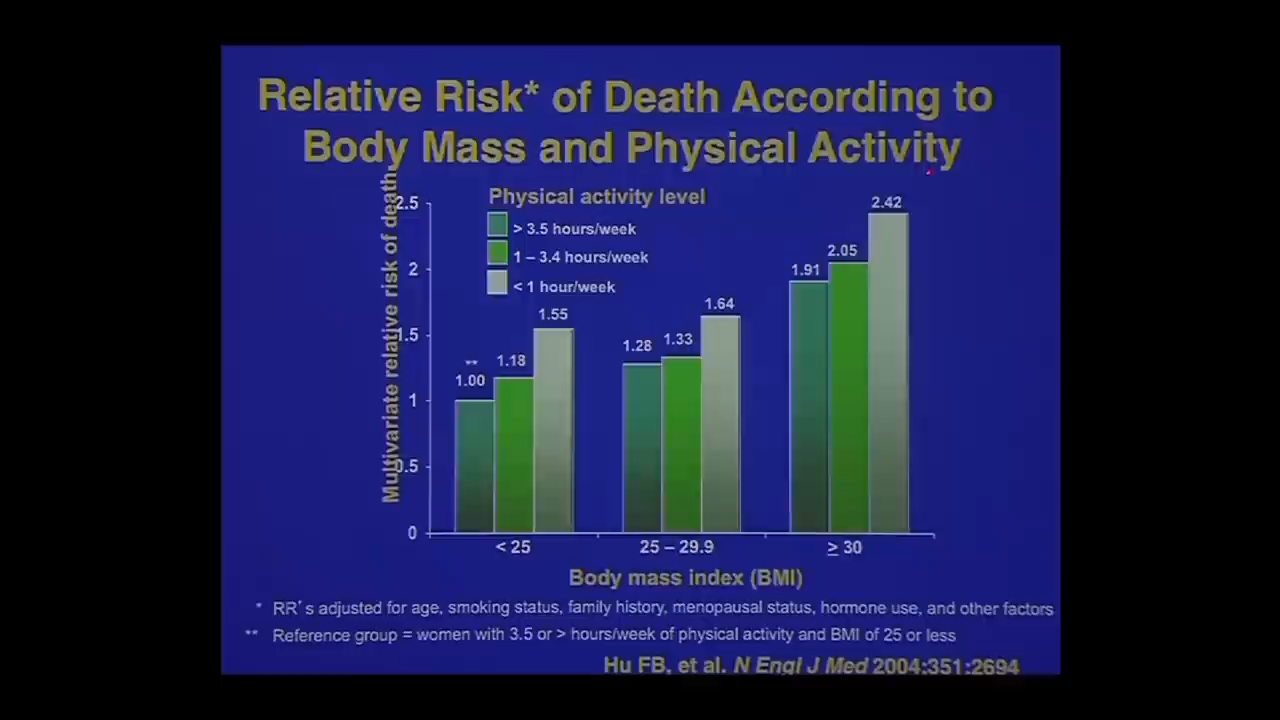 Relative Risk* of Death According to
Body Mass and Physical Activity
Multivariate relative risk of death
Physical activity level
> 3.5 hours/week
1 – 3.4 hours/week
< 1 hour/week
2.5
2
1.5
1
0.5
0
**
1.00
1.18
1.55
1.28
1.33
1.64
1.91
2.05
2.42
< 25
25 – 29.9
≥ 30
Body mass index (BMI)
* RR's adjusted for age, smoking status, family history, menopausal status, hormone use, and other factors
** Reference group = women with 3.5 or > hours/week of physical activity and BMI of 25 or less
Hu FB, et al. N Engl J Med 2004:351:2694